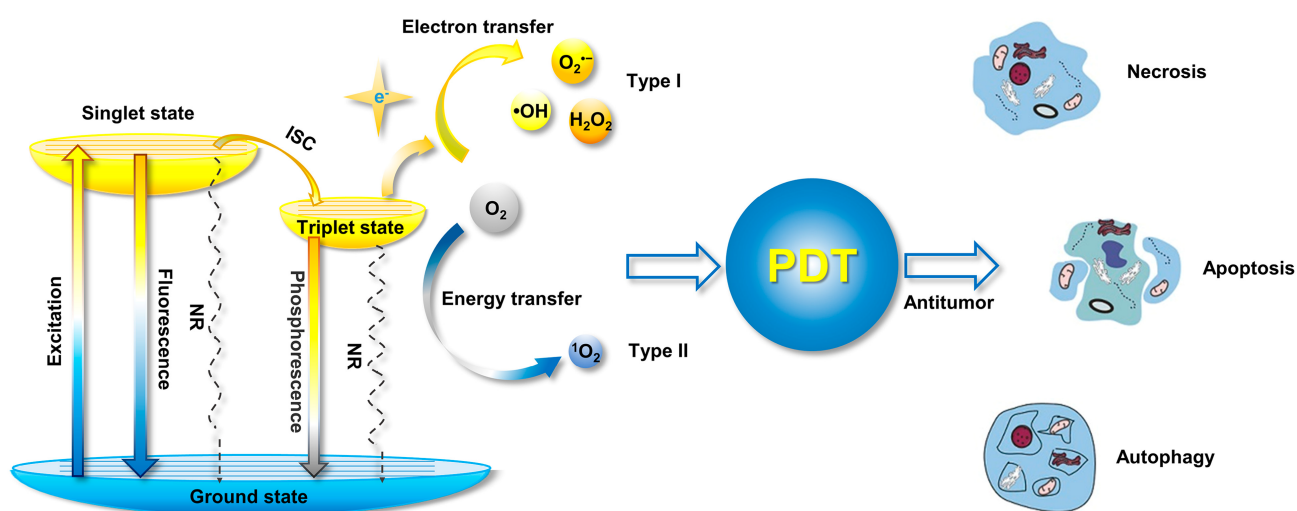 Electron transfer
O₂•−
Type I
e-
•OH
H₂O₂
Singlet state
ISC
Necrosis
O₂
Triplet state
PDT
Apoptosis
Excitation
Fluorescence
NR
Phosphorescence
NR
Energy transfer
Antitumor
¹O₂
Type II
Autophagy
Ground state